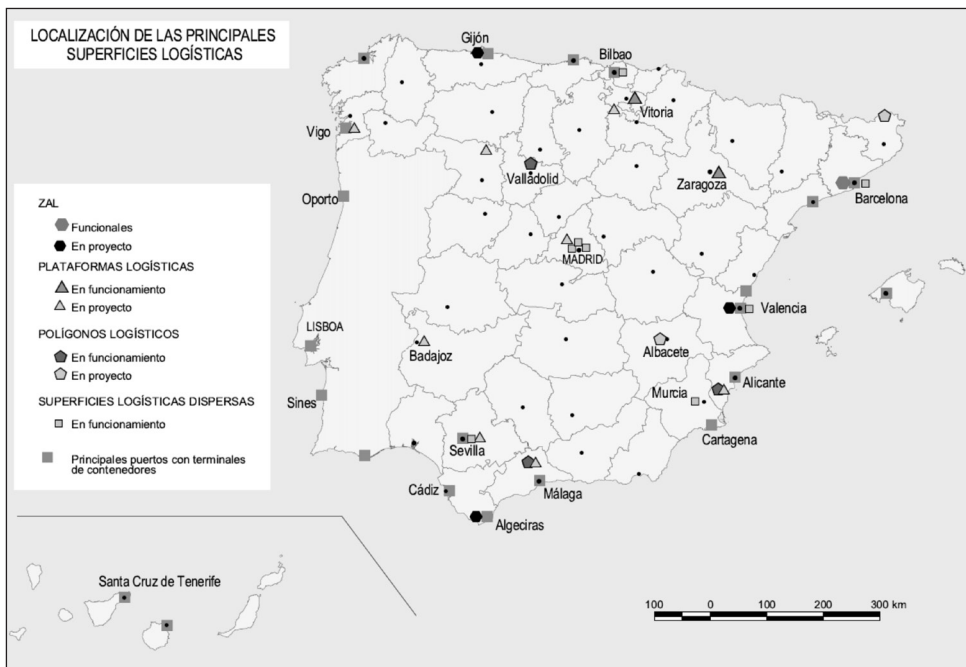 LOCALIZACIÓN DE LAS PRINCIPALES
SUPERFICIES LOGÍSTICAS
Gijón
Bilbao
Vitoria
Vigo
Valladolid
Zaragoza
Barcelona
Oporto
MADRID
ZAL
Funcionales
En proyecto
PLATAFORMAS LOGÍSTICAS
En funcionamiento
En proyecto
POLÍGONOS LOGÍSTICOS
En funcionamiento
En proyecto
SUPERFICIES LOGÍSTICAS DISPERSAS
En funcionamiento
Principales puertos con terminales
de contenedores
Valencia
LISBOA
Badajoz
Albacete
Alicante
Murcia
Sines
Cartagena
Sevilla
Cádiz
Málaga
Algeciras
Santa Cruz de Tenerife
100 0 100 200 300 km